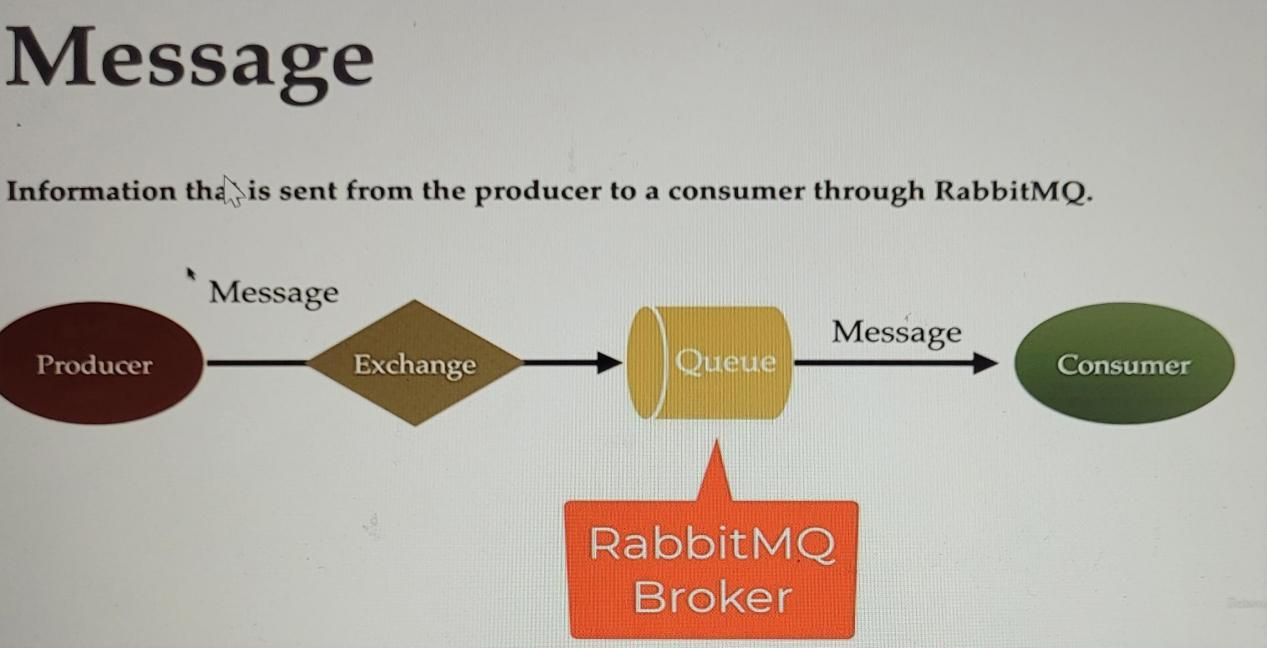 Message
Information that is sent from the producer to a consumer through RabbitMQ.
Message
Message
Producer
Exchange
Queue
Consumer
RabbitMQ
Broker